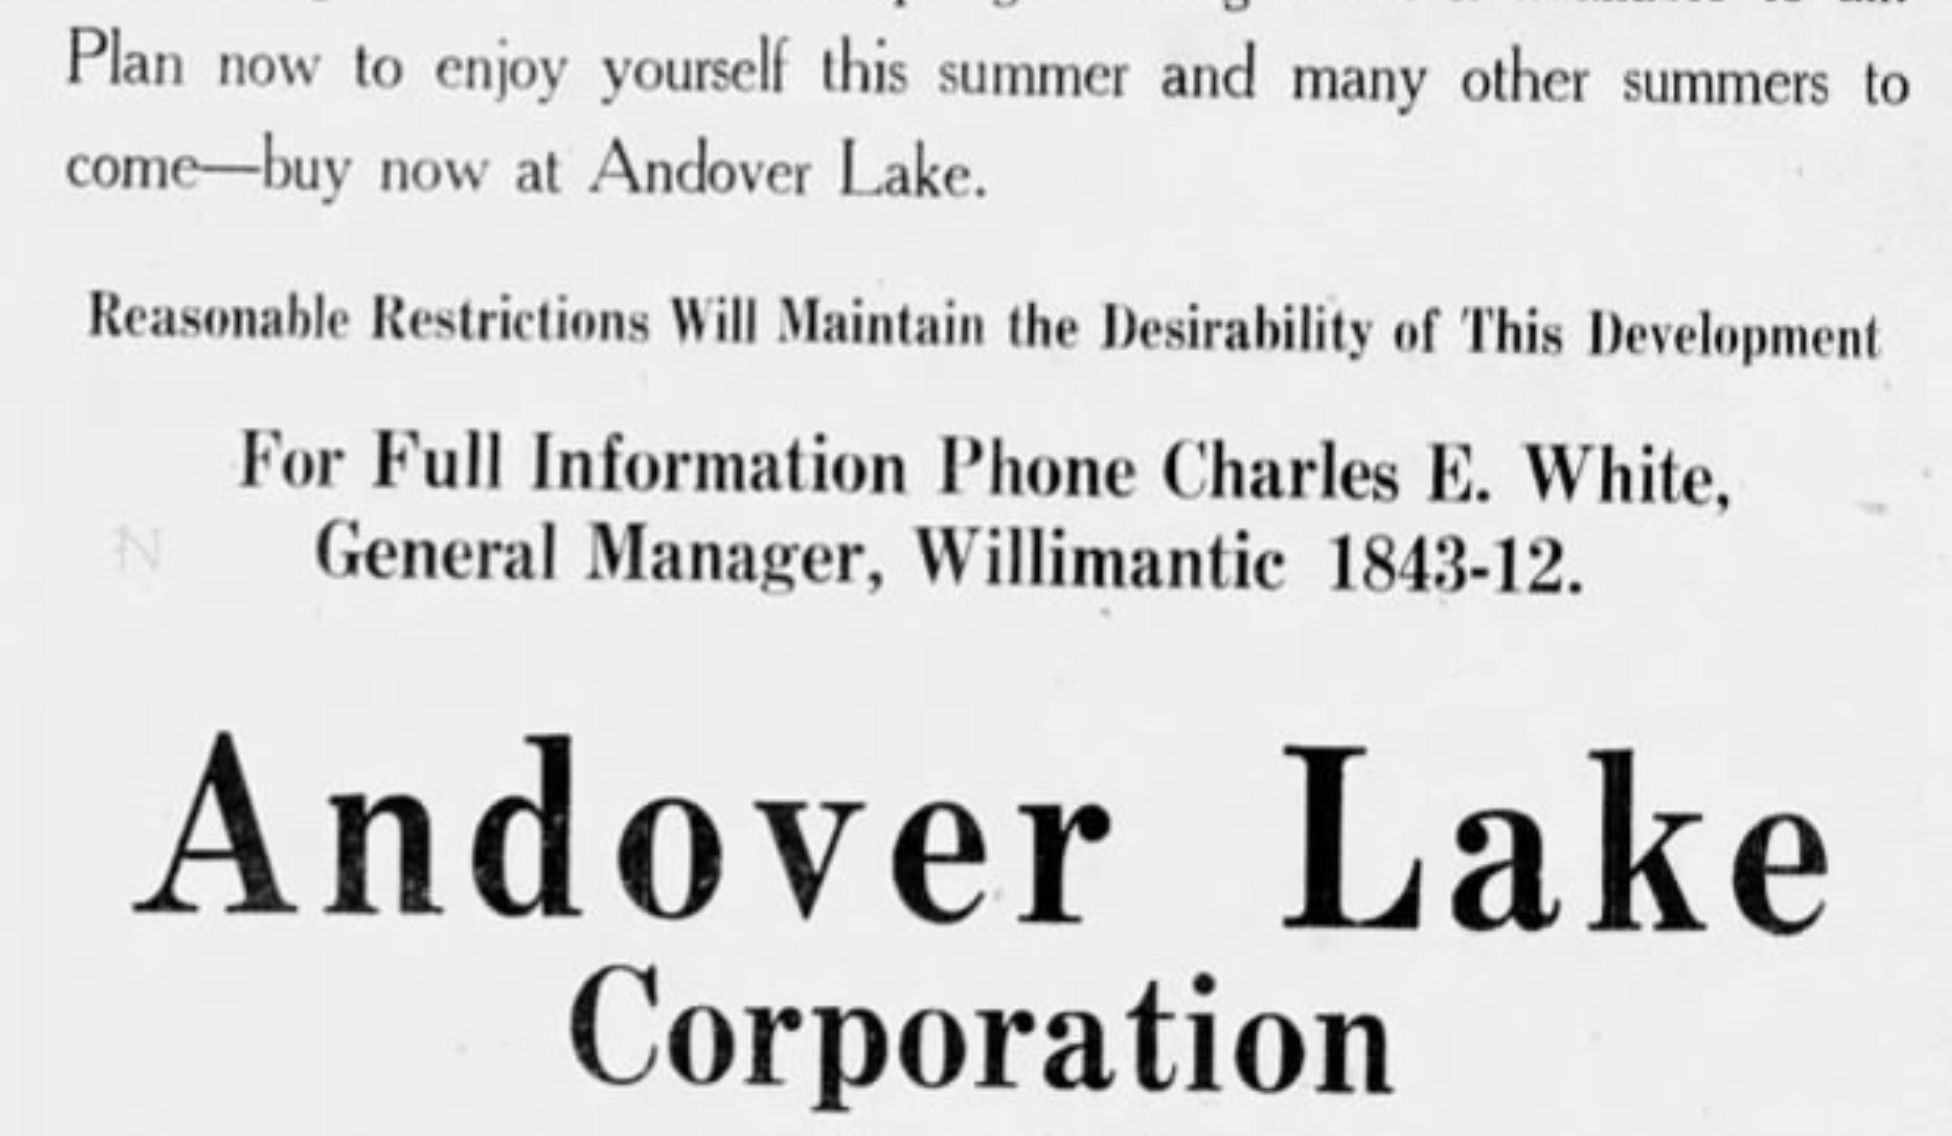 Plan now to enjoy yourself this summer and many other summers to
come—buy now at Andover Lake.
Reasonable Restrictions Will Maintain the Desirability of This Development
For Full Information Phone Charles E. White,
General Manager, Willimantic 1843-12.
Andover Lake
Corporation